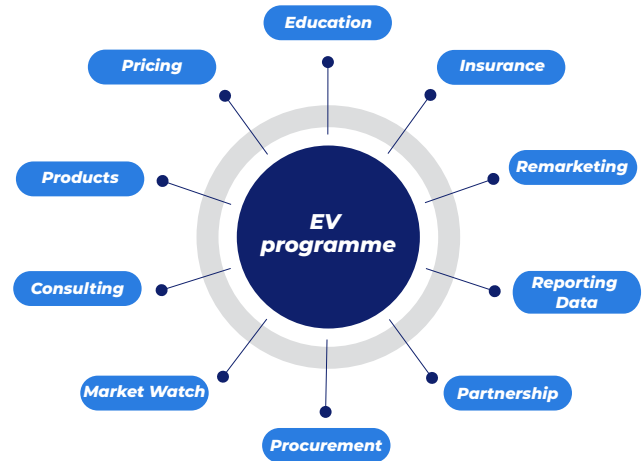 Education
Pricing
Insurance
Products
Remarketing
EV
programme
Consulting
Reporting
Data
Market Watch
Partnership
Procurement